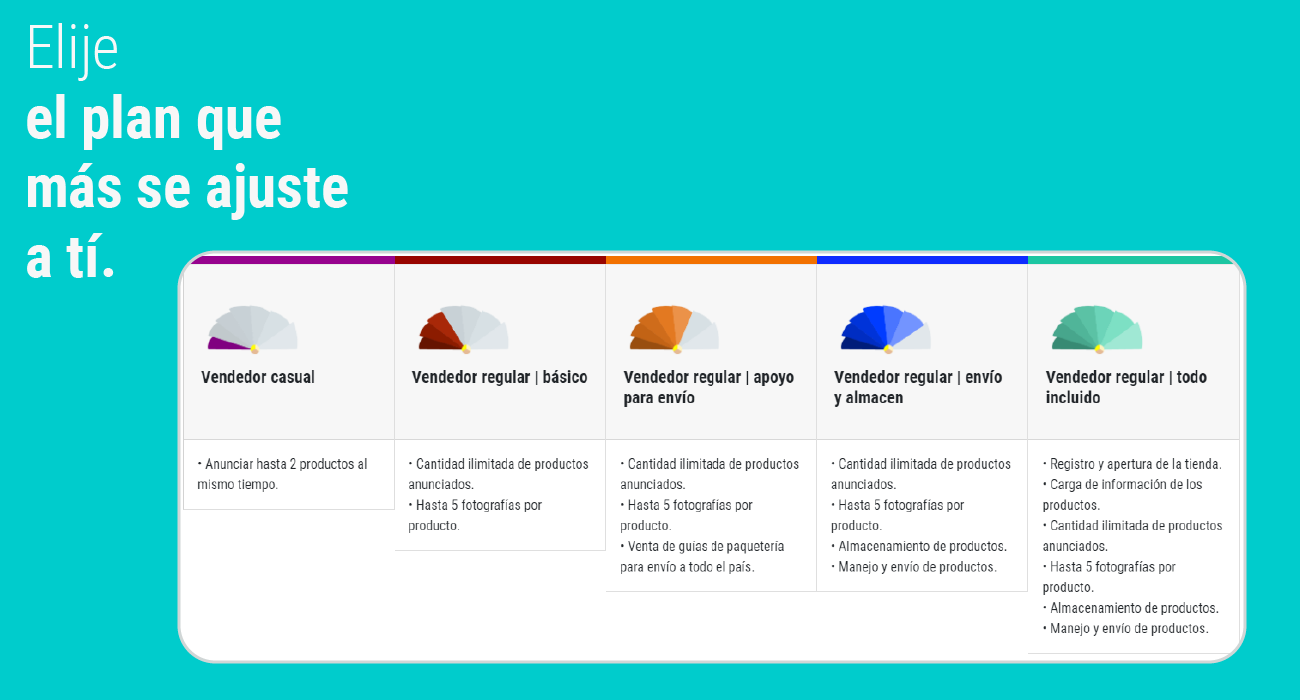 Elije
el plan que
más se ajuste
a tí.
Vendedor casual
• Anunciar hasta 2 productos al
mismo tiempo.
Vendedor regular | básico
• Cantidad ilimitada de productos
anunciados.
• Hasta 5 fotografías por
producto.
Vendedor regular | apoyo
para envío
• Cantidad ilimitada de productos
anunciados.
• Hasta 5 fotografías por
producto.
• Venta de guías de paquetería
para envío a todo el país.
Vendedor regular | envío
y almacen
• Cantidad ilimitada de productos
anunciados.
• Hasta 5 fotografías por
producto.
• Almacenamiento de productos.
• Manejo y envío de productos.
Vendedor regular | todo
incluido
• Registro y apertura de la tienda.
• Carga de información de los
productos.
• Cantidad ilimitada de productos
anunciados.
• Hasta 5 fotografías por
producto.
• Almacenamiento de productos.
• Manejo y envío de productos.